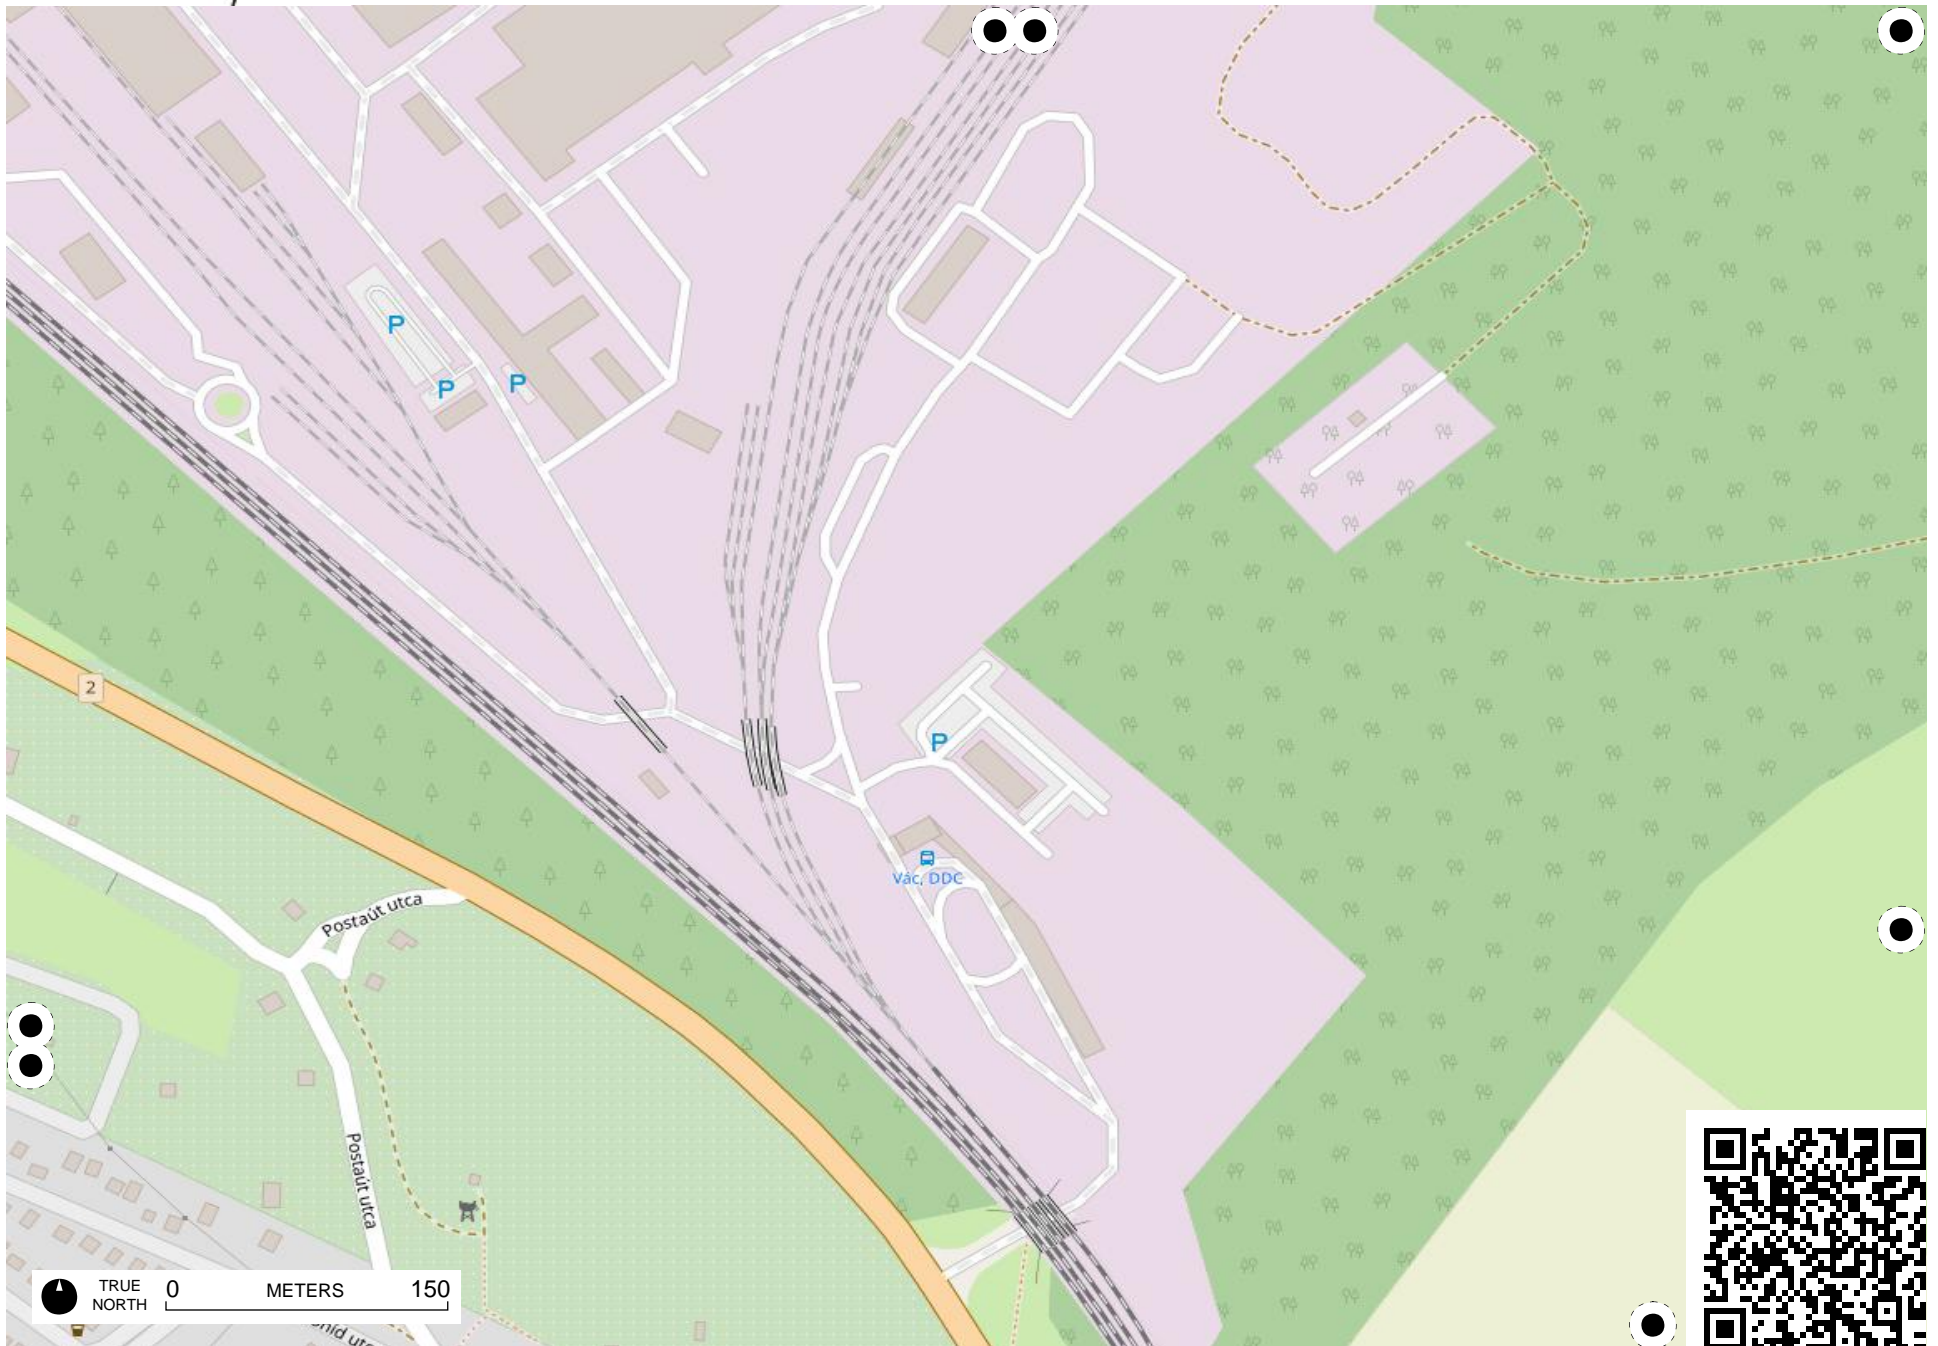 P
P
P
2
P
Vác, DDC
Postaút utca
Postaút utca
TRUE
NORTH
0 METERS 150